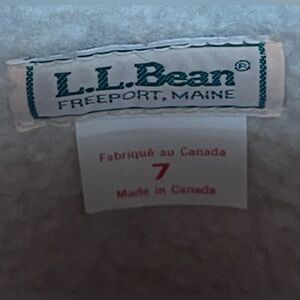 L.L.Bean®
FREEPORT, MAINE
Fabriqué au Canada
7
Made in Canada